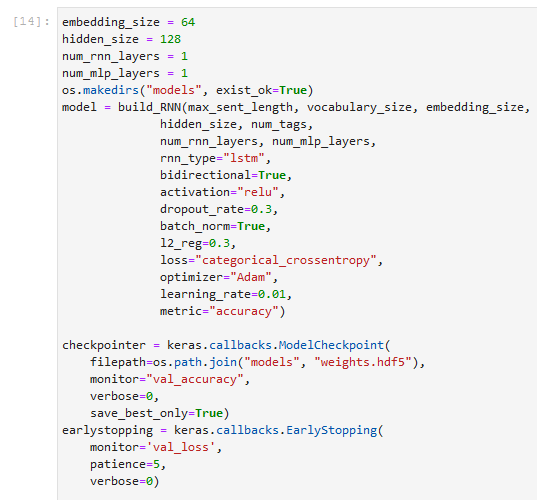 [14]:
embedding_size = 64
hidden_size = 128
num_rnn_layers = 1
num_mlp_layers = 1
os.makedirs("models", exist_ok=True)
model = build_RNN(max_sent_length, vocabulary_size, embedding_size,
              hidden_size, num_tags,
              num_rnn_layers, num_mlp_layers,
              rnn_type="lstm",
              bidirectional=True,
              activation="relu",
              dropout_rate=0.3,
              batch_norm=True,
              l2_reg=0.3,
              loss="categorical_crossentropy",
              optimizer="Adam",
              learning_rate=0.01,
              metric="accuracy")

checkpointer = keras.callbacks.ModelCheckpoint(
    filepath=os.path.join("models", "weights.hdf5"),
    monitor="val_accuracy",
    verbose=0,
    save_best_only=True)
earlystopping = keras.callbacks.EarlyStopping(
    monitor='val_loss',
    patience=5,
    verbose=0)